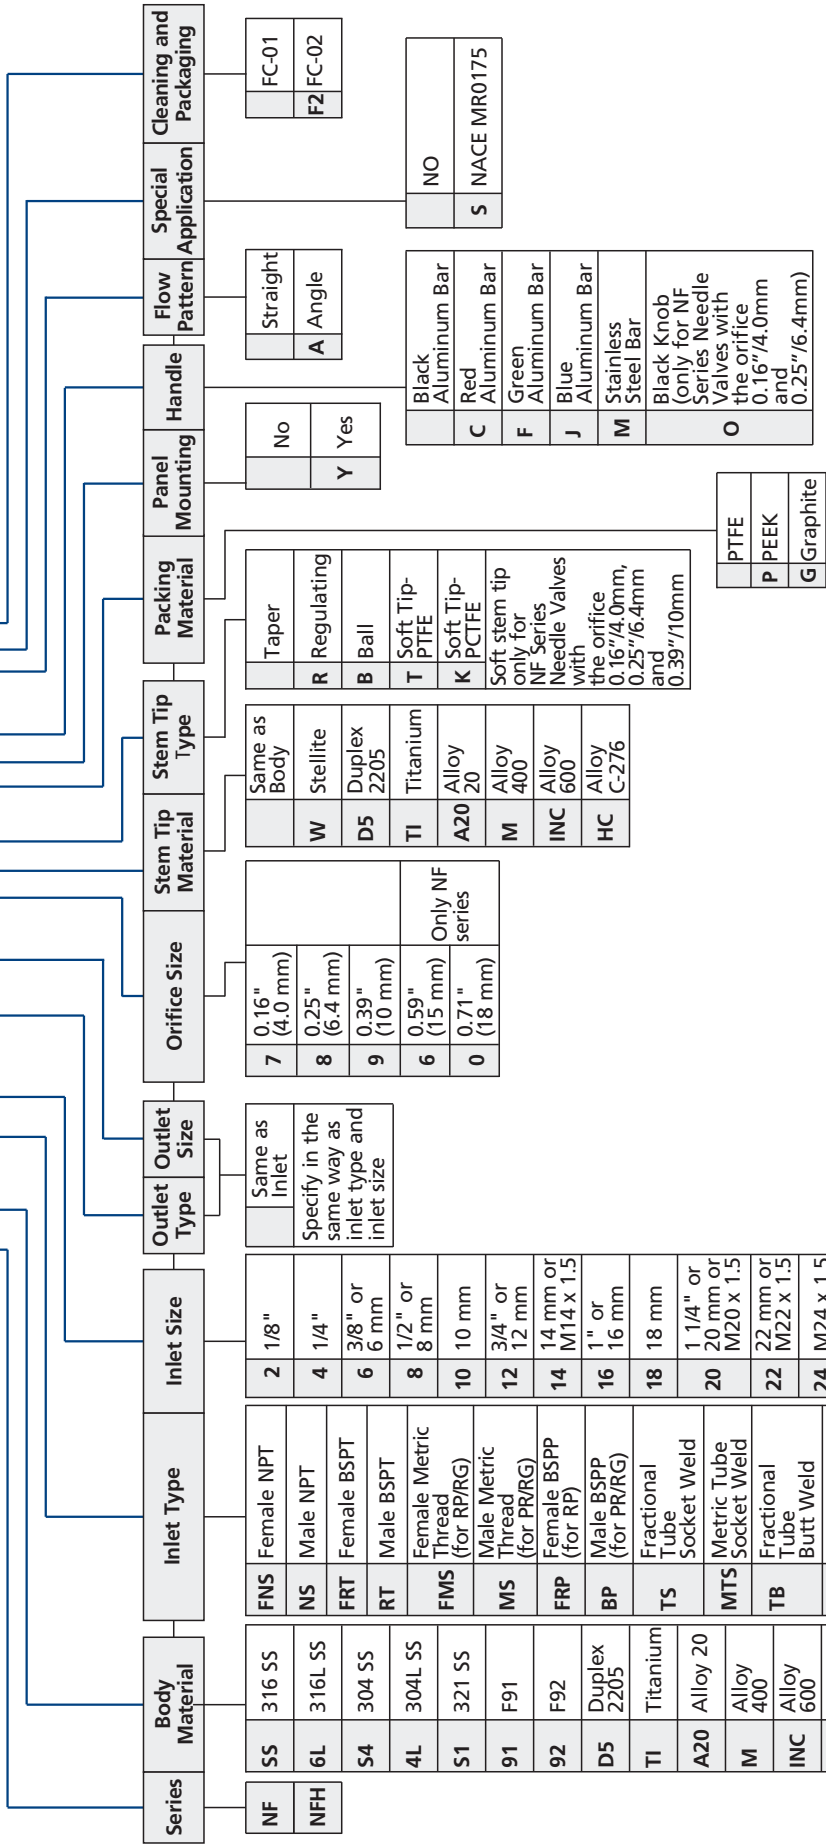 Series
NF
NFH
Body
Material
SS 316 SS
6L 316L SS
S4 304 SS
4L 304L SS
S1 321 SS
91 F91
92 F92
D5 Duplex
2205
TI Titanium
A20 Alloy 20
M Alloy
400
INC Alloy
600
Inlet Type
FNS Female NPT
NS Male NPT
FRT Female BSPT
RT Male BSPT
FMS Female Metric
Thread
(for RP/RG)
MS Male Metric
Thread
(for PR/RG)
FRP Female BSPP
(for RP)
BP Male BSPP
(for PR/RG)
TS Fractional
Tube
Socket Weld
MTS Metric Tube
Socket Weld
TB Fractional
Tube
Butt Weld
Inlet Size
2 1/8"
4 1/4"
6 3/8" or
6 mm
8 1/2" or
8 mm
10 10 mm
12 3/4" or
12 mm
14 14 mm or
M14 x 1.5
16 1" or
16 mm
18 18 mm
20 1 1/4" or
20 mm or
M20 x 1.5
22 22 mm or
M22 x 1.5
24 M24 x 1.5
Outlet
Type
Outlet
Size
Same as
Inlet
Specify in the
same way as
inlet type and
inlet size
Orifice Size
7 0.16"
(4.0 mm)
8 0.25"
(6.4 mm)
9 0.39"
(10 mm)
6 0.59"
(15 mm)
0 0.71"
(18 mm)
Only NF
series
Stem Tip
Material
Same as
Body
W Stellite
D5 Duplex
2205
TI Titanium
A20 Alloy
20
M Alloy
400
INC Alloy
600
HC Alloy
C-276
Stem Tip
Type
Taper
R Regulating
B Ball
T Soft Tip-
PTFE
K Soft Tip-
PCTFE
Soft stem tip
only for
NF Series
Needle Valves
with
the orifice
0.16"/4.0mm,
0.25"/6.4mm
and
0.39"/10mm
Packing
Material
PTFE
P PEEK
G Graphite
Panel
Mounting
No
Y Yes
Handle
Black
Aluminum Bar
C Red
Aluminum Bar
F Green
Aluminum Bar
J Blue
Aluminum Bar
M Stainless
Steel Bar
O Black Knob
(only for NF
Series Needle
Valves with
the orifice
0.16"/4.0mm
and
0.25"/6.4mm)
Flow
Pattern
Straight
A Angle
Special
Application
NO
S NACE MR0175
Cleaning and
Packaging
FC-01
F2 FC-02